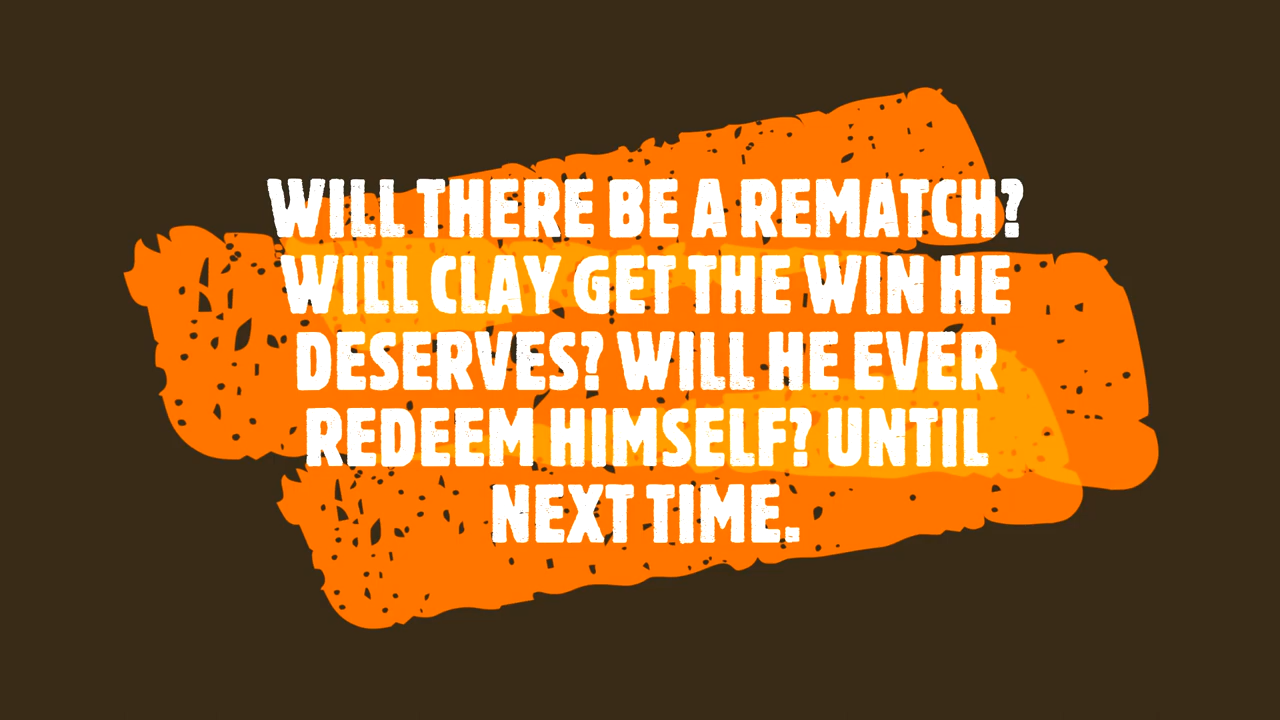 WILL THERE BE A REMATCH?
WILL CLAY GET THE WIN HE
DESERVES? WILL HE EVER
REDEEM HIMSELF? UNTIL
NEXT TIME.